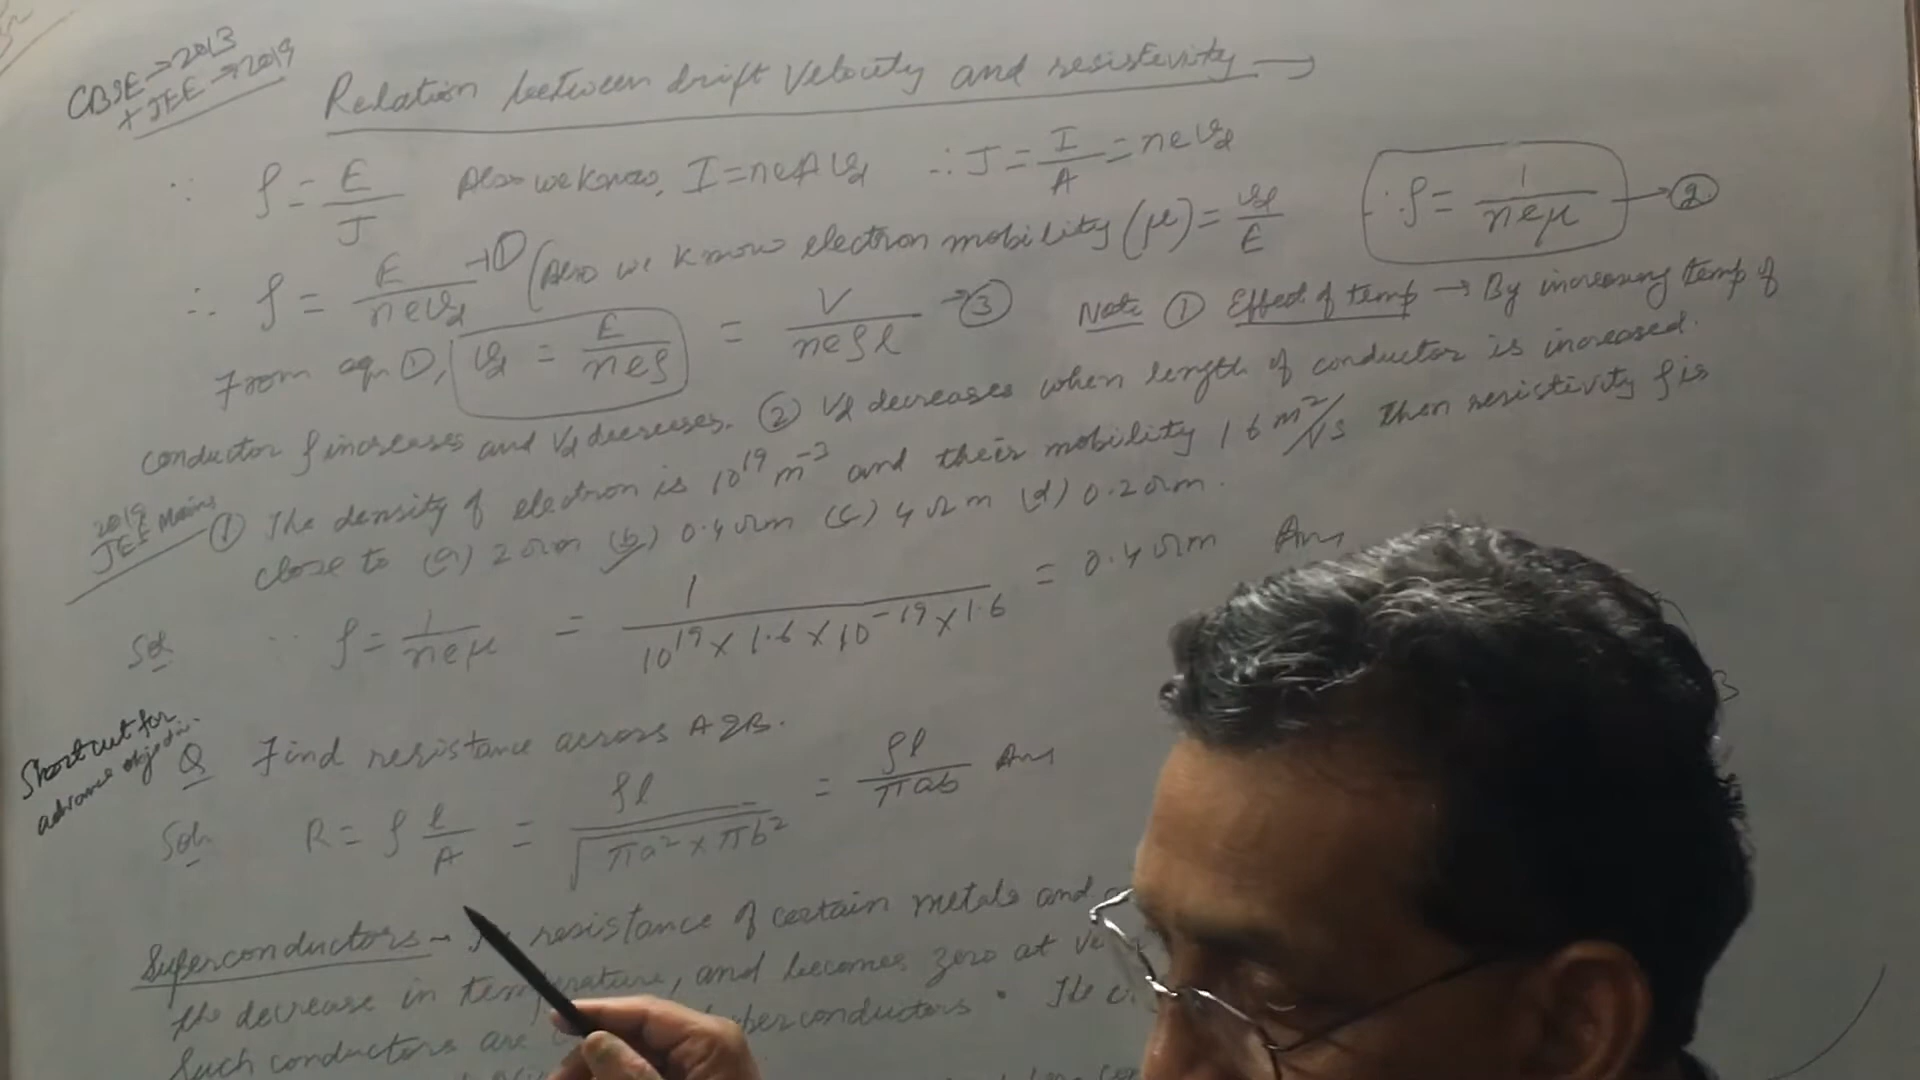 CBSE → 2013
+ JEE → 2019
Relation between drift velocity and resistivity →
∵ ρ = E/J Also we know, I = neAVd ∴ J = I/A = neVd
∴ ρ = E/neVd → ① (Also we know electron mobility (μ) = Vd/E ∴ ρ = 1/neμ → ②
From eq. ①, Vd = E/neρ = V/neρl → ③ Note ① Effect of temp → By increasing temp of
conductor ρ increases and Vd decreases. ② Vd decreases when length of conductor is increased.
2019
JEE Mains
① The density of electron is 10^19 m^-3 and their mobility 1.6 m²/Vs then resistivity ρ is
close to (a) 2 Ωm (b) 0.4 Ωm (c) 4 Ωm (d) 0.2 Ωm.
Sol ∵ ρ = 1/neμ = 1/10^19 × 1.6 × 10^-19 × 1.6 = 0.4 Ωm Ans
Shortcut for
advance
Q Find resistance across A & B.
Soln R = ρ l/A = ρl/√πa² × πb² = ρl/πab Ans
B
Superconductors – resistance of certain metals and
the decrease in temperature, and becomes zero at
Such conductors are superconductors. The